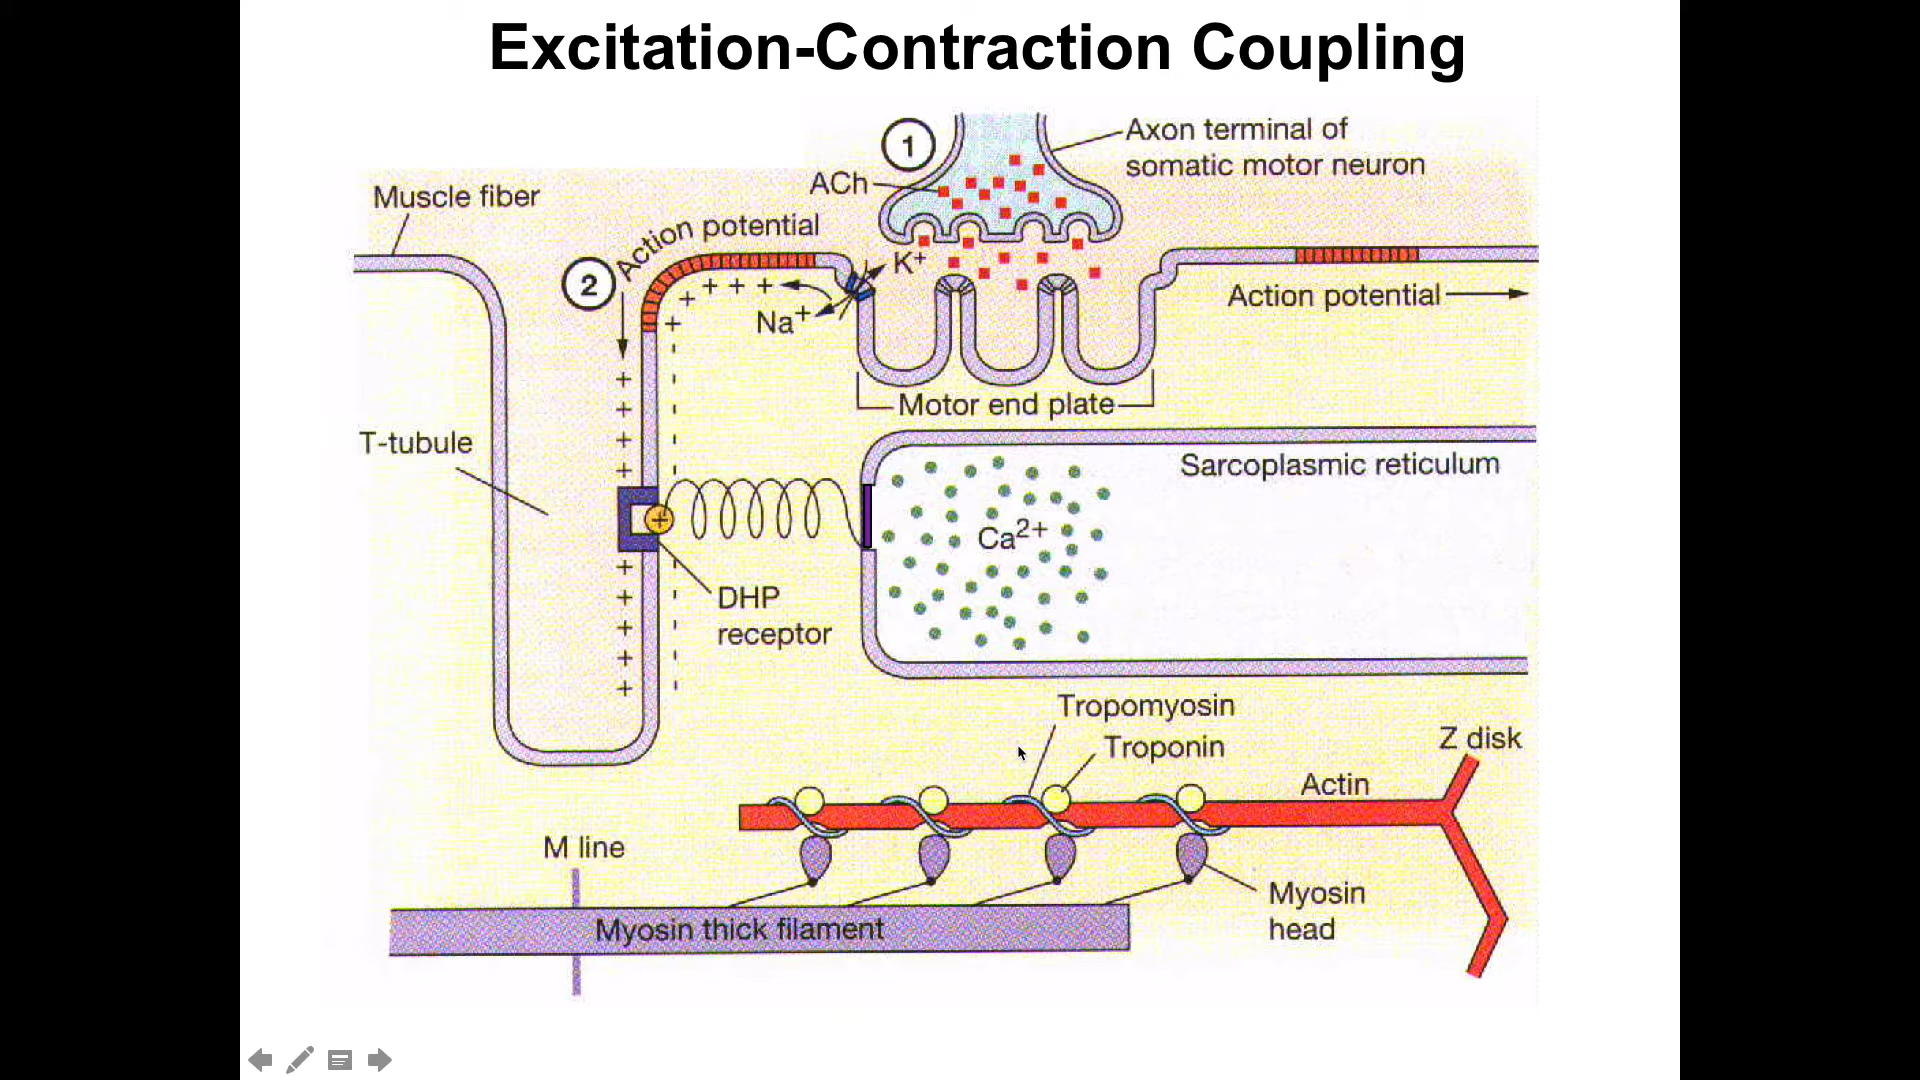 Excitation-Contraction Coupling
1
Axon terminal of
somatic motor neuron
ACh
Muscle fiber
Action potential
2
K+
+ + +
+
Na+
+
Action potential
+
+
Motor end plate
T-tubule
+
+
Sarcoplasmic reticulum
+
Ca2+
+
DHP
receptor
+
+
+
+
Tropomyosin
Troponin
Z disk
Actin
M line
Myosin
head
Myosin thick filament